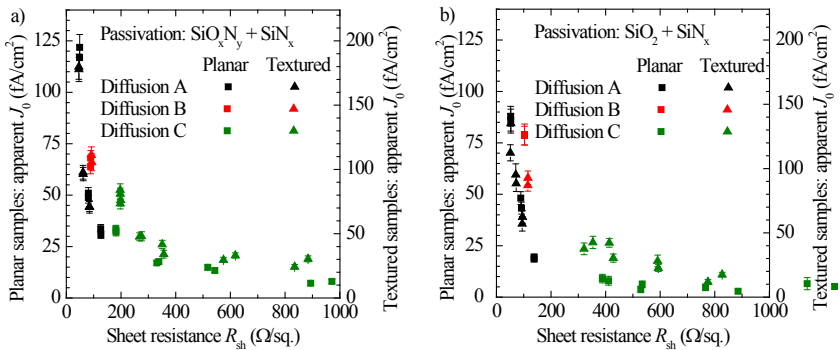 a)
Passivation: SiOₓNᵧ + SiNₓ
Planar Textured
Diffusion A
Diffusion B
Diffusion C
125
100
75
50
25
0
Planar samples: apparent J₀ (fA/cm²)
200
150
100
50
0
Textured samples: apparent J₀ (fA/cm²)
0 200 400 600 800 1000
Sheet resistance Rsh (Ω/sq.)
b)
Passivation: SiO₂ + SiNₓ
Planar Textured
Diffusion A
Diffusion B
Diffusion C
125
100
75
50
25
0
Planar samples: apparent J₀ (fA/cm²)
200
150
100
50
0
Textured samples: apparent J₀ (fA/cm²)
0 200 400 600 800 1000
Sheet resistance Rsh (Ω/sq.)